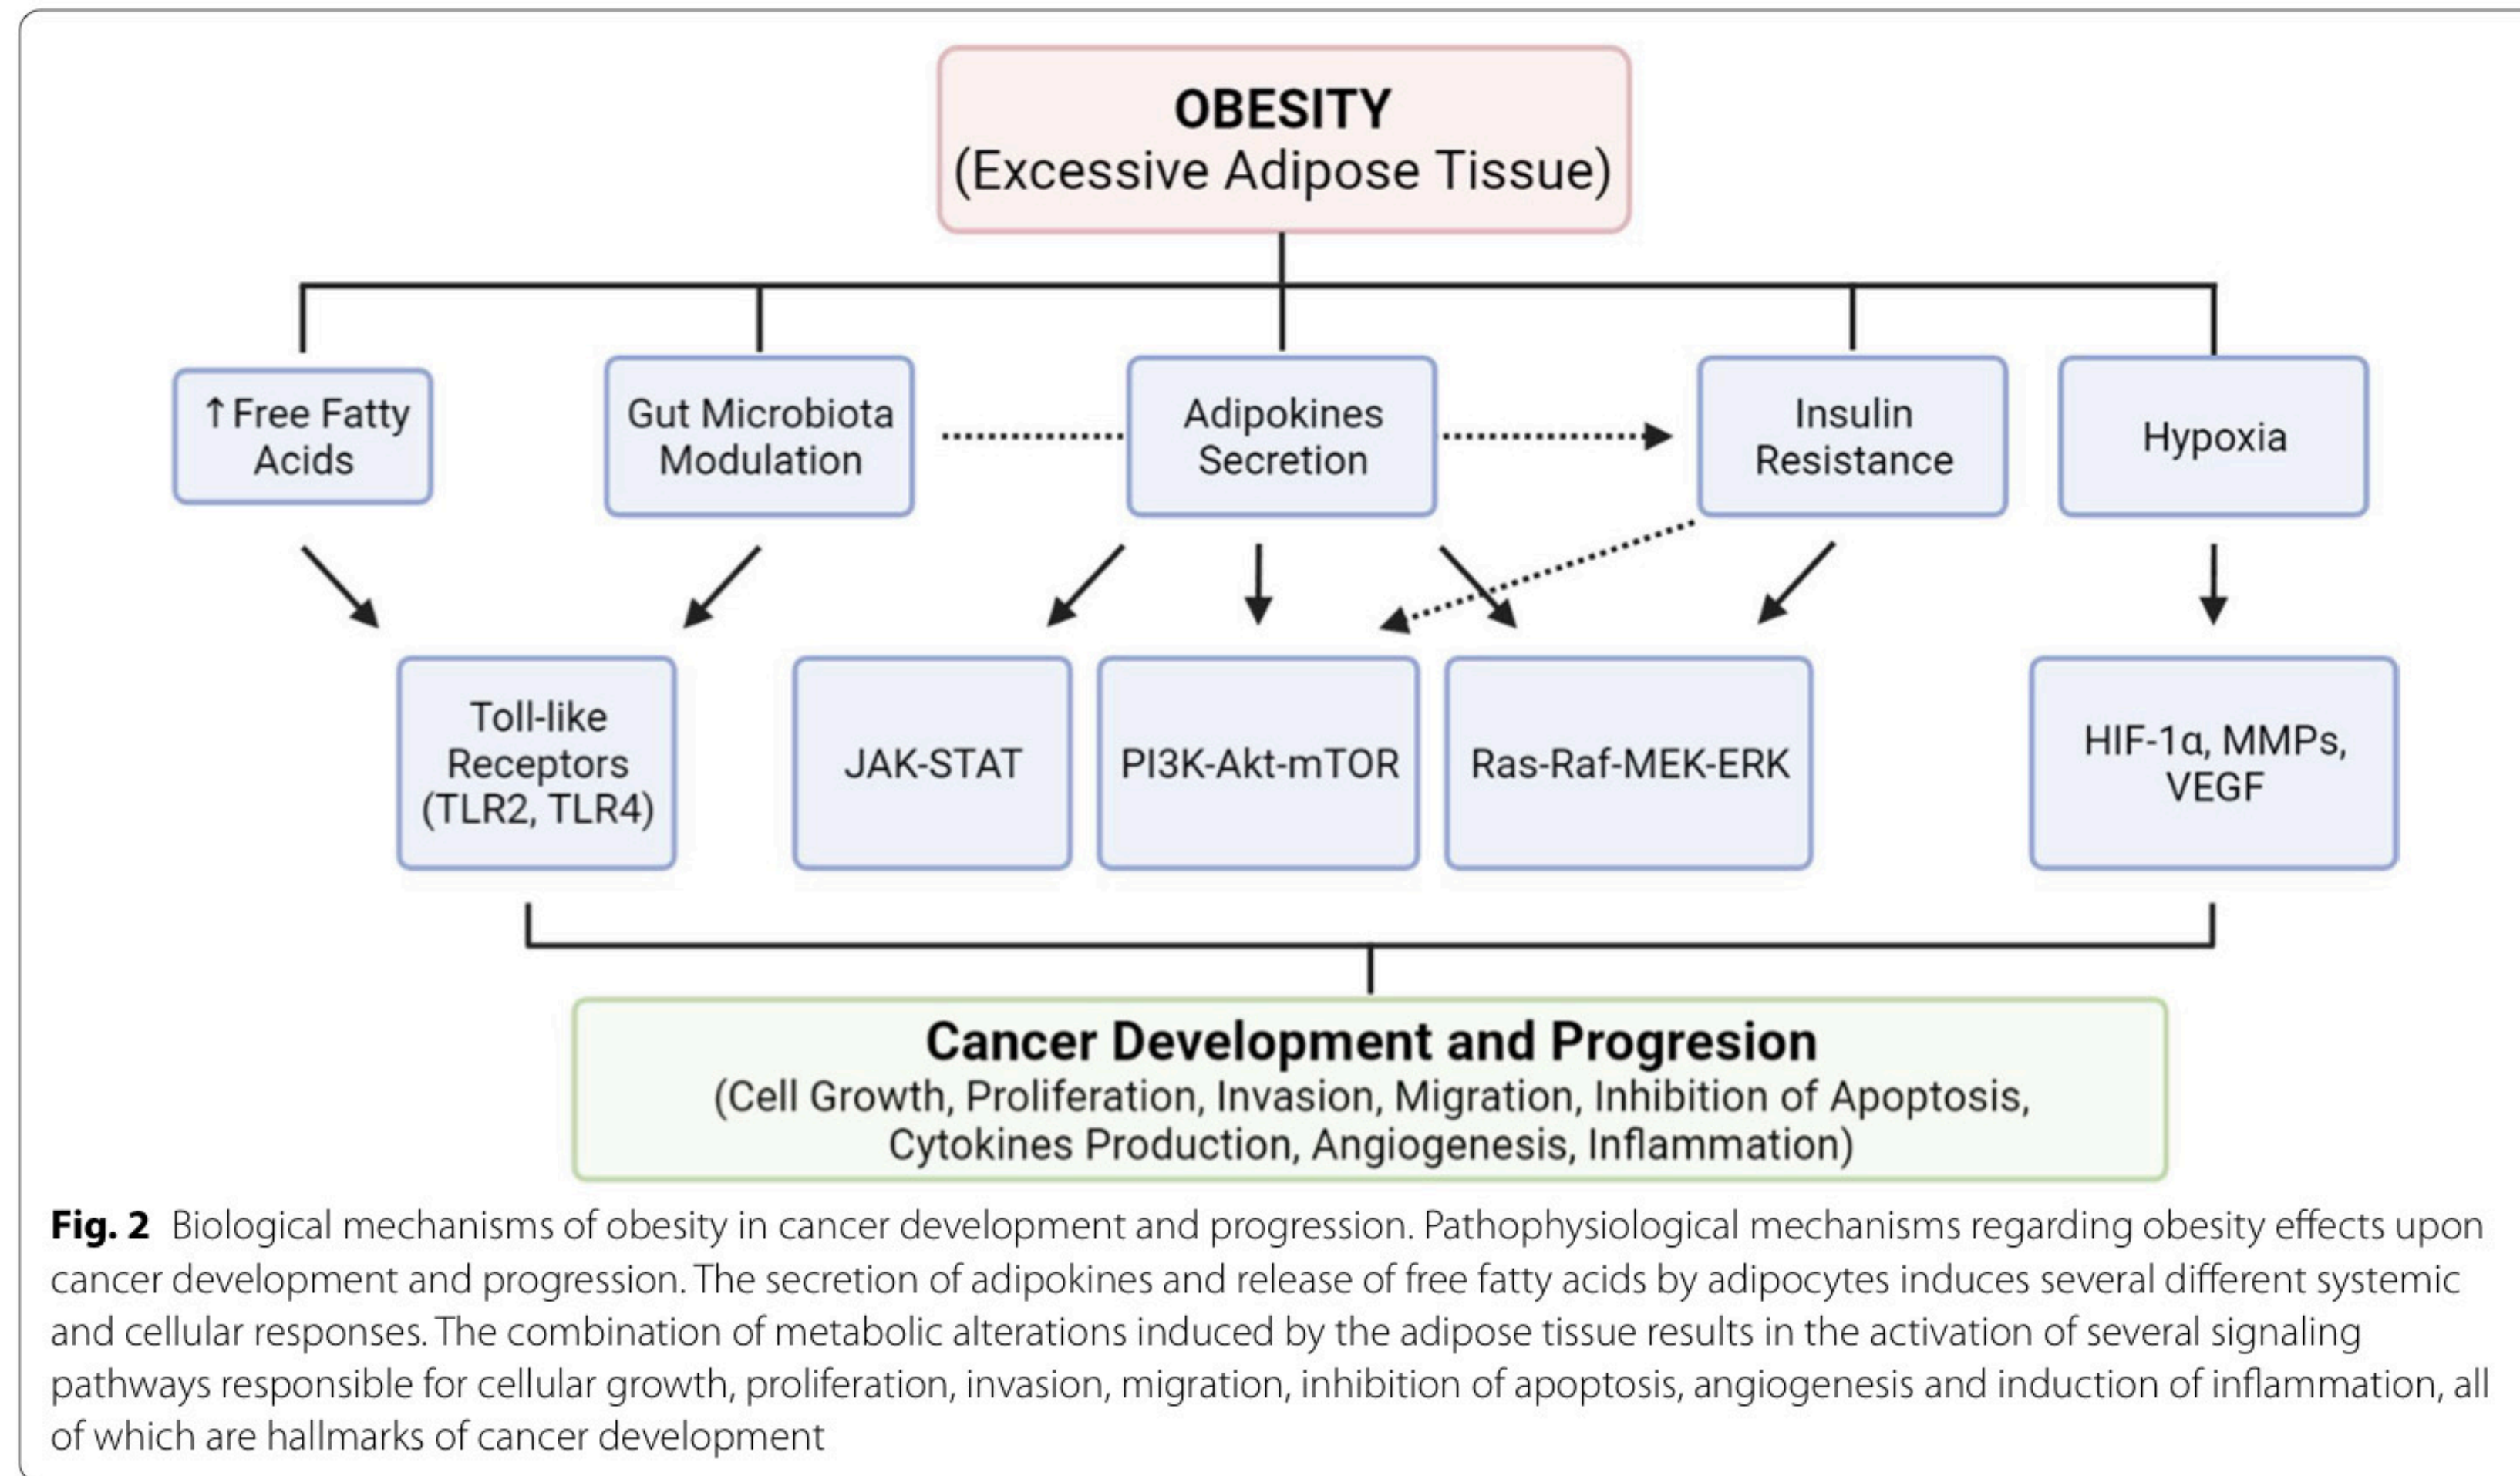 OBESITY
(Excessive Adipose Tissue)
↑Free Fatty
Acids
Gut Microbiota
Modulation
Adipokines
Secretion
Insulin
Resistance
Hypoxia
Toll-like
Receptors
(TLR2, TLR4)
JAK-STAT
PI3K-Akt-mTOR
Ras-Raf-MEK-ERK
HIF-1α, MMPs,
VEGF
Cancer Development and Progresion
(Cell Growth, Proliferation, Invasion, Migration, Inhibition of Apoptosis,
Cytokines Production, Angiogenesis, Inflammation)
Fig. 2 Biological mechanisms of obesity in cancer development and progression. Pathophysiological mechanisms regarding obesity effects upon
cancer development and progression. The secretion of adipokines and release of free fatty acids by adipocytes induces several different systemic
and cellular responses. The combination of metabolic alterations induced by the adipose tissue results in the activation of several signaling
pathways responsible for cellular growth, proliferation, invasion, migration, inhibition of apoptosis, angiogenesis and induction of inflammation, all
of which are hallmarks of cancer development